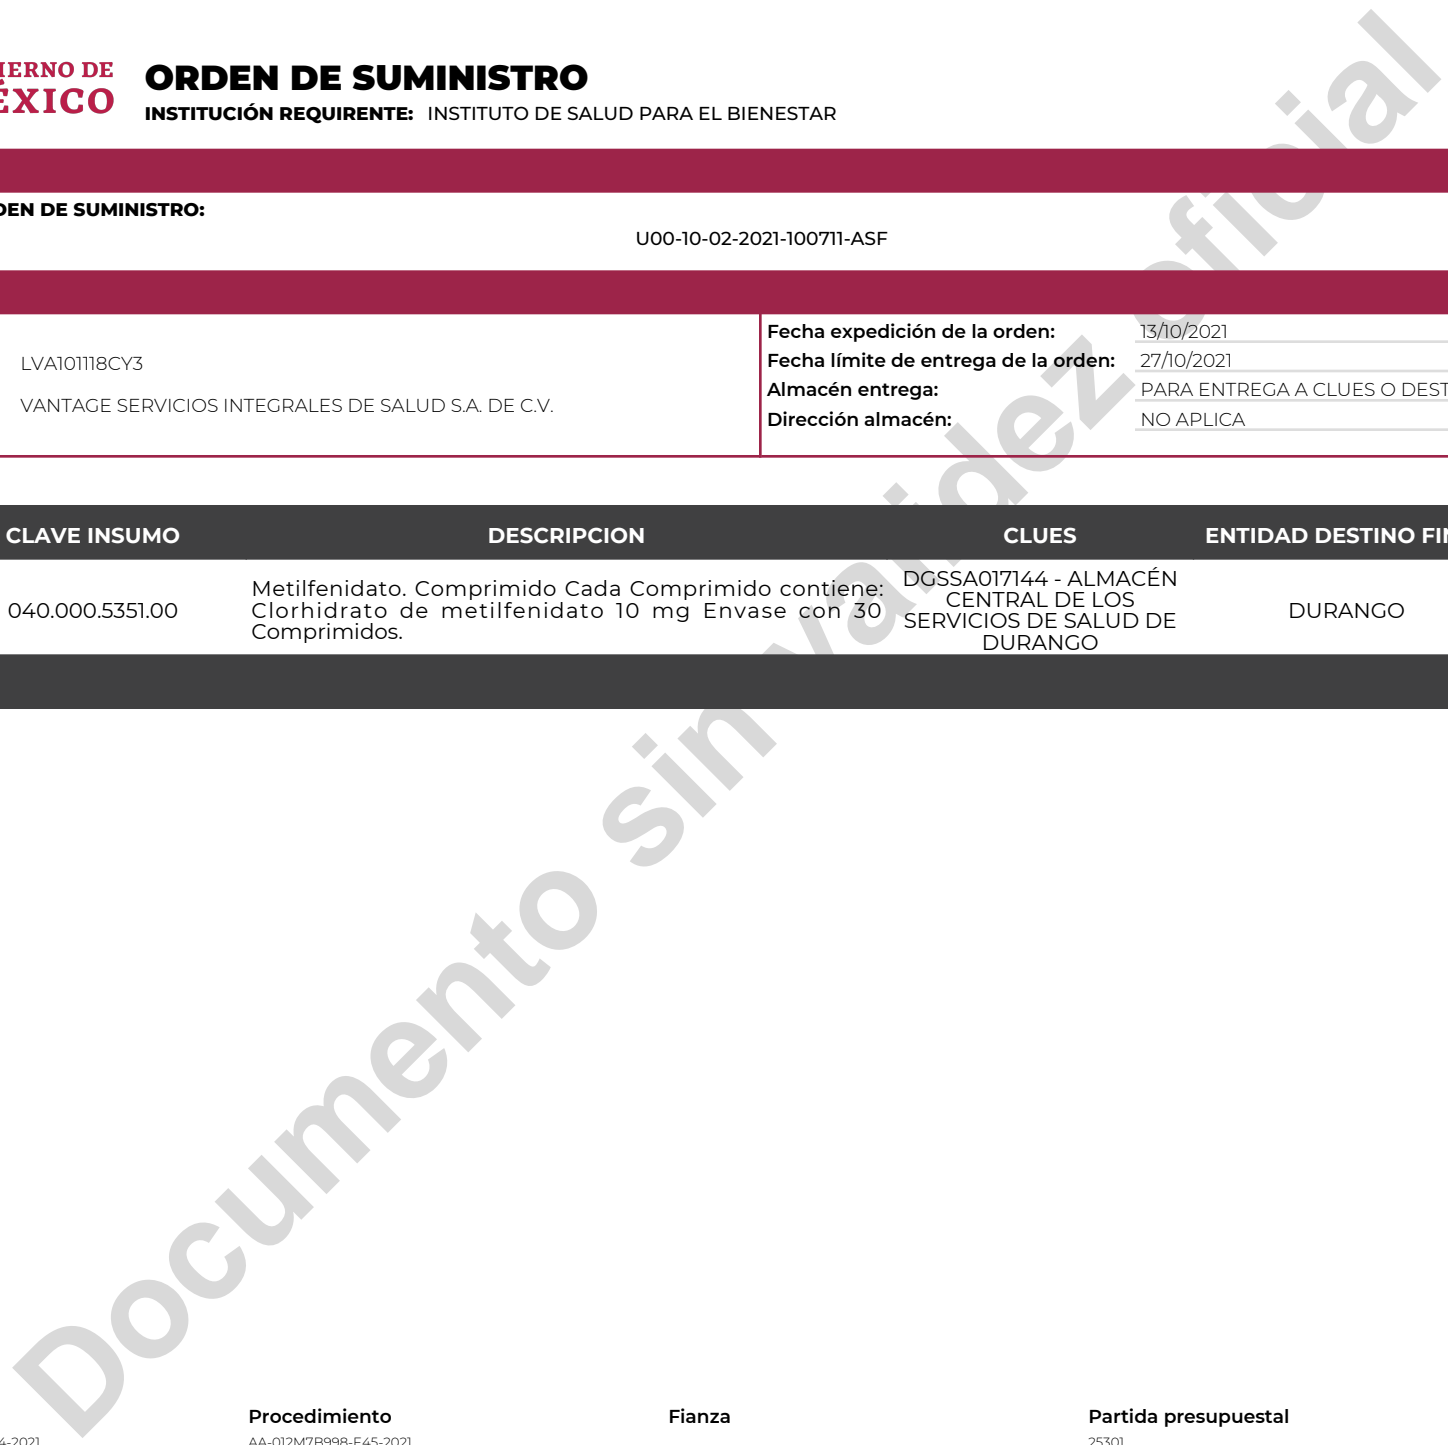 IERNO DE
ÉXICO
ORDEN DE SUMINISTRO
INSTITUCIÓN REQUIRENTE: INSTITUTO DE SALUD PARA EL BIENESTAR
DEN DE SUMINISTRO:
U00-10-02-2021-100711-ASF
LVA101118CY3
VANTAGE SERVICIOS INTEGRALES DE SALUD S.A. DE C.V.
Fecha expedición de la orden: 13/10/2021
Fecha límite de entrega de la orden: 27/10/2021
Almacén entrega: PARA ENTREGA A CLUES O DEST
Dirección almacén: NO APLICA
CLAVE INSUMO DESCRIPCION CLUES ENTIDAD DESTINO FIN
040.000.5351.00
Metilfenidato. Comprimido Cada Comprimido contiene:
Clorhidrato de metilfenidato 10 mg Envase con 30
Comprimidos.
DGSSA017144 - ALMACÉN
CENTRAL DE LOS
SERVICIOS DE SALUD DE
DURANGO
DURANGO
Documento sin validez oficial
Procedimiento Fianza Partida presupuestal
4-2021 AA-012M7B998-E45-2021 25301